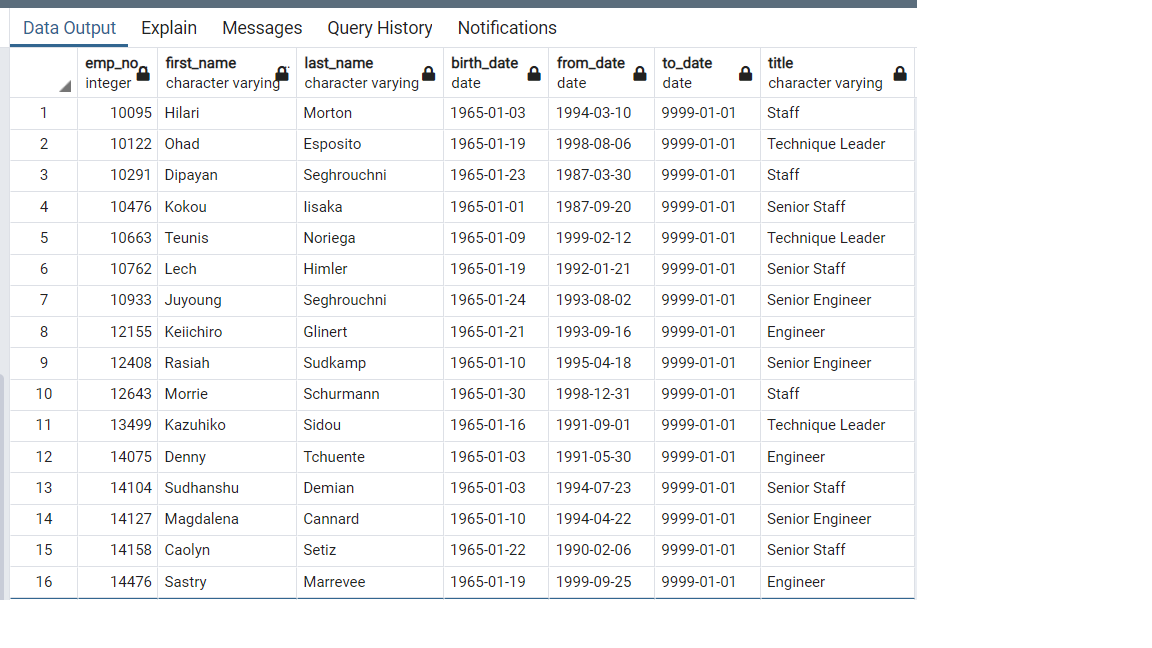 Data Output Explain Messages Query History Notifications
emp_no first_name last_name birth_date from_date to_date title
integer character varying character varying date date date character varying
1 10095 Hilari Morton 1965-01-03 1994-03-10 9999-01-01 Staff
2 10122 Ohad Esposito 1965-01-19 1998-08-06 9999-01-01 Technique Leader
3 10291 Dipayan Seghrouchni 1965-01-23 1987-03-30 9999-01-01 Staff
4 10476 Kokou Iisaka 1965-01-01 1987-09-20 9999-01-01 Senior Staff
5 10663 Teunis Noriega 1965-01-09 1999-02-12 9999-01-01 Technique Leader
6 10762 Lech Himler 1965-01-19 1992-01-21 9999-01-01 Senior Staff
7 10933 Juyoung Seghrouchni 1965-01-24 1993-08-02 9999-01-01 Senior Engineer
8 12155 Keiichiro Glinert 1965-01-21 1993-09-16 9999-01-01 Engineer
9 12408 Rasiah Sudkamp 1965-01-10 1995-04-18 9999-01-01 Senior Engineer
10 12643 Morrie Schurmann 1965-01-30 1998-12-31 9999-01-01 Staff
11 13499 Kazuhiko Sidou 1965-01-16 1991-09-01 9999-01-01 Technique Leader
12 14075 Denny Tchuente 1965-01-03 1991-05-30 9999-01-01 Engineer
13 14104 Sudhanshu Demian 1965-01-03 1994-07-23 9999-01-01 Senior Staff
14 14127 Magdalena Cannard 1965-01-10 1994-04-22 9999-01-01 Senior Engineer
15 14158 Caolyn Setiz 1965-01-22 1990-02-06 9999-01-01 Senior Staff
16 14476 Sastry Marrevee 1965-01-19 1999-09-25 9999-01-01 Engineer